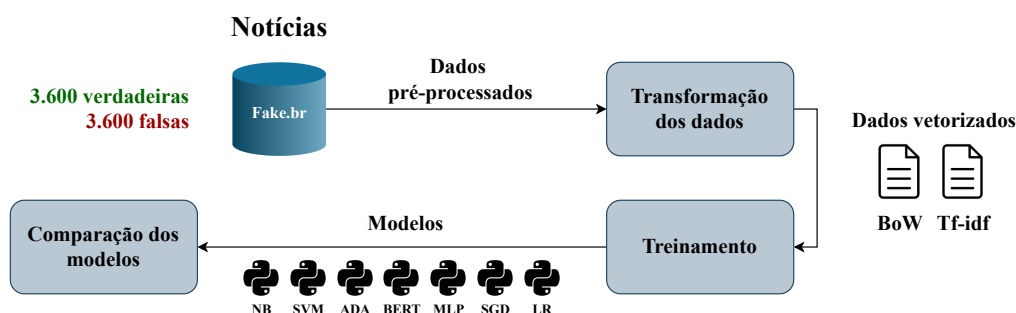 Notícias
3.600 verdadeiras
3.600 falsas
Fake.br
Dados
pré-processados
Transformação
dos dados
Dados vetorizados
BoW Tf-idf
Treinamento
Modelos
NB SVM ADA BERT MLP SGD LR
Comparação dos
modelos